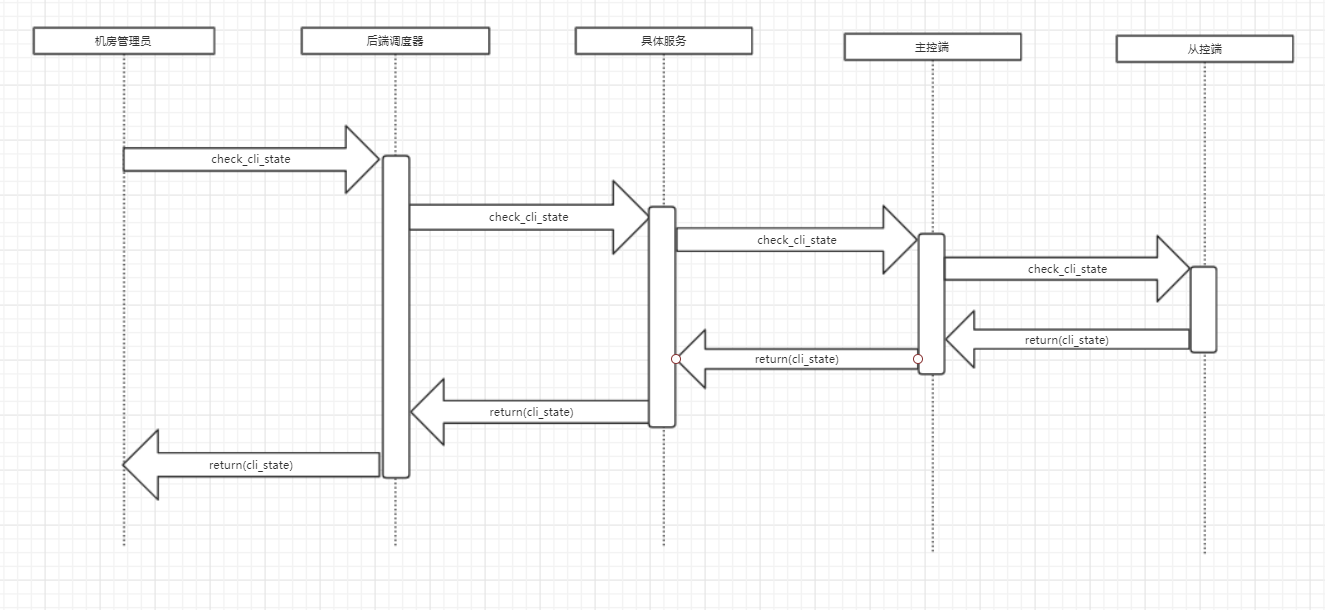 机房管理员
后端调度器
具体服务
主控端
从控端
check_cli_state
check_cli_state
check_cli_state
check_cli_state
return(cli_state)
return(cli_state)
return(cli_state)
return(cli_state)